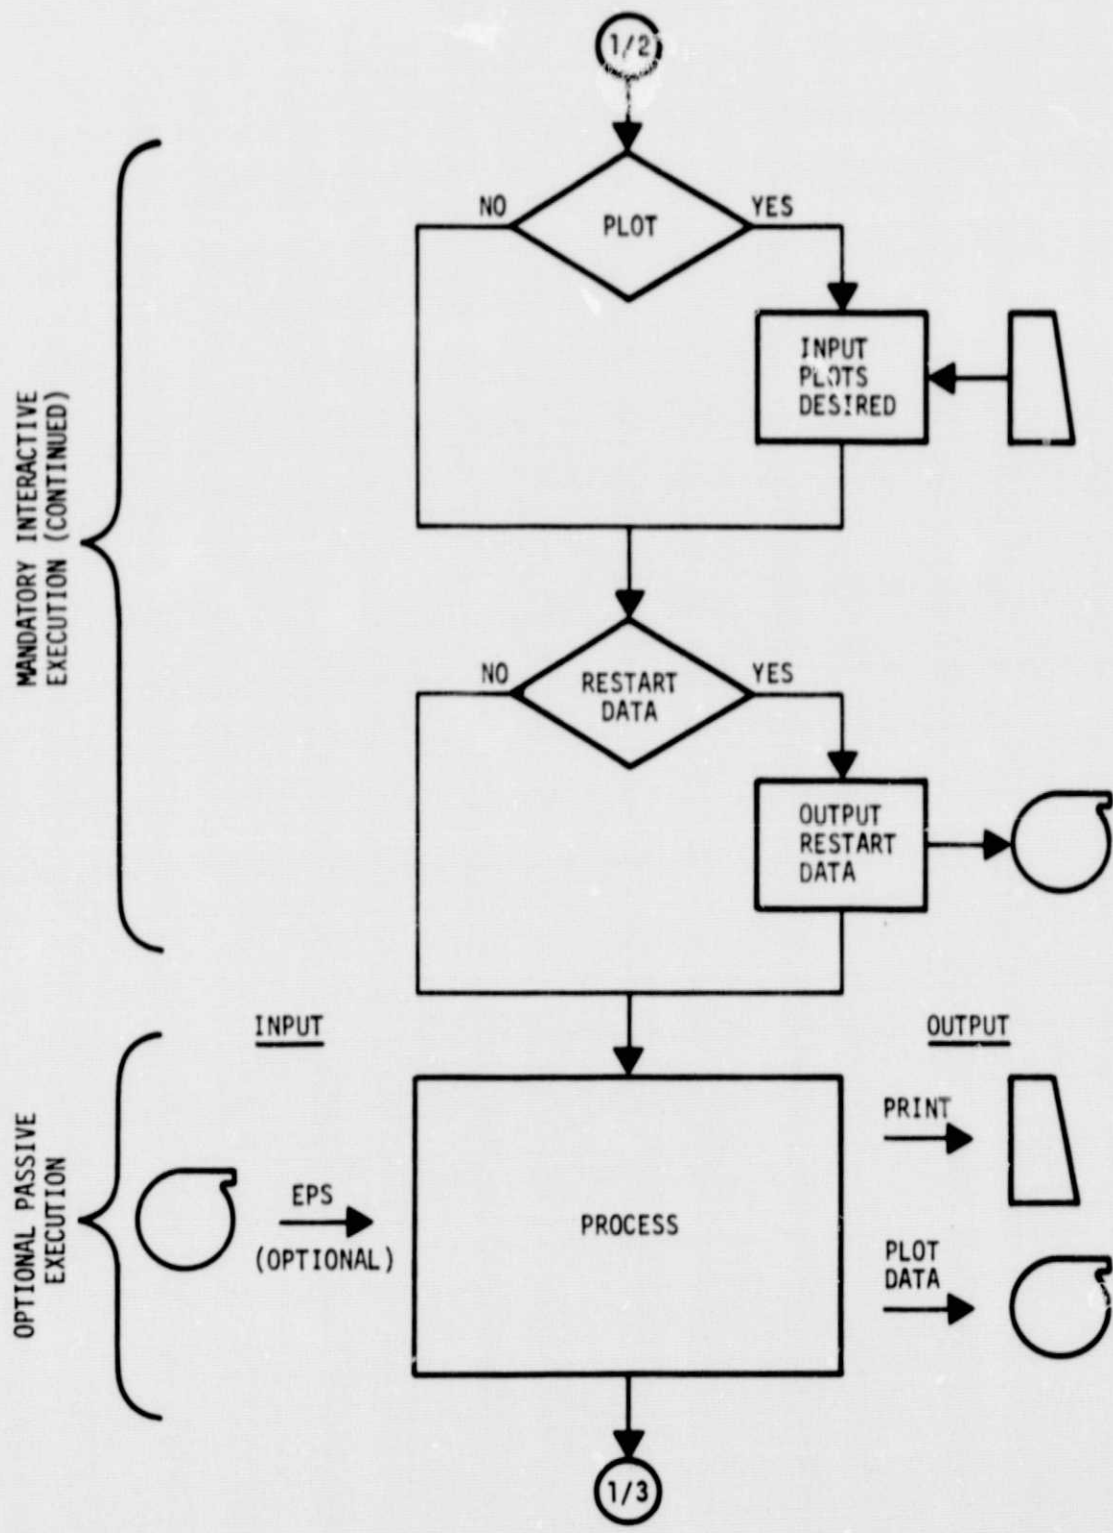 1/2
NO
PLOT
YES
INPUT
PLOTS
DESIRED
MANDATORY INTERACTIVE
EXECUTION (CONTINUED)
NO
RESTART
DATA
YES
OUTPUT
RESTART
DATA
INPUT
OUTPUT
OPTIONAL PASSIVE
EXECUTION
EPS
(OPTIONAL)
PROCESS
PRINT
PLOT
DATA
1/3